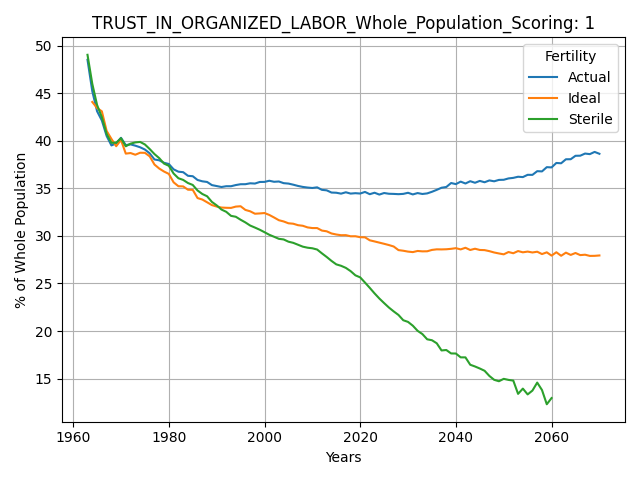 TRUST_IN_ORGANIZED_LABOR_Whole_Population_Scoring: 1
% of Whole Population
50
45
40
35
30
25
20
15
Fertility
Actual
Ideal
Sterile
1960
1980
2000
2020
2040
2060
Years